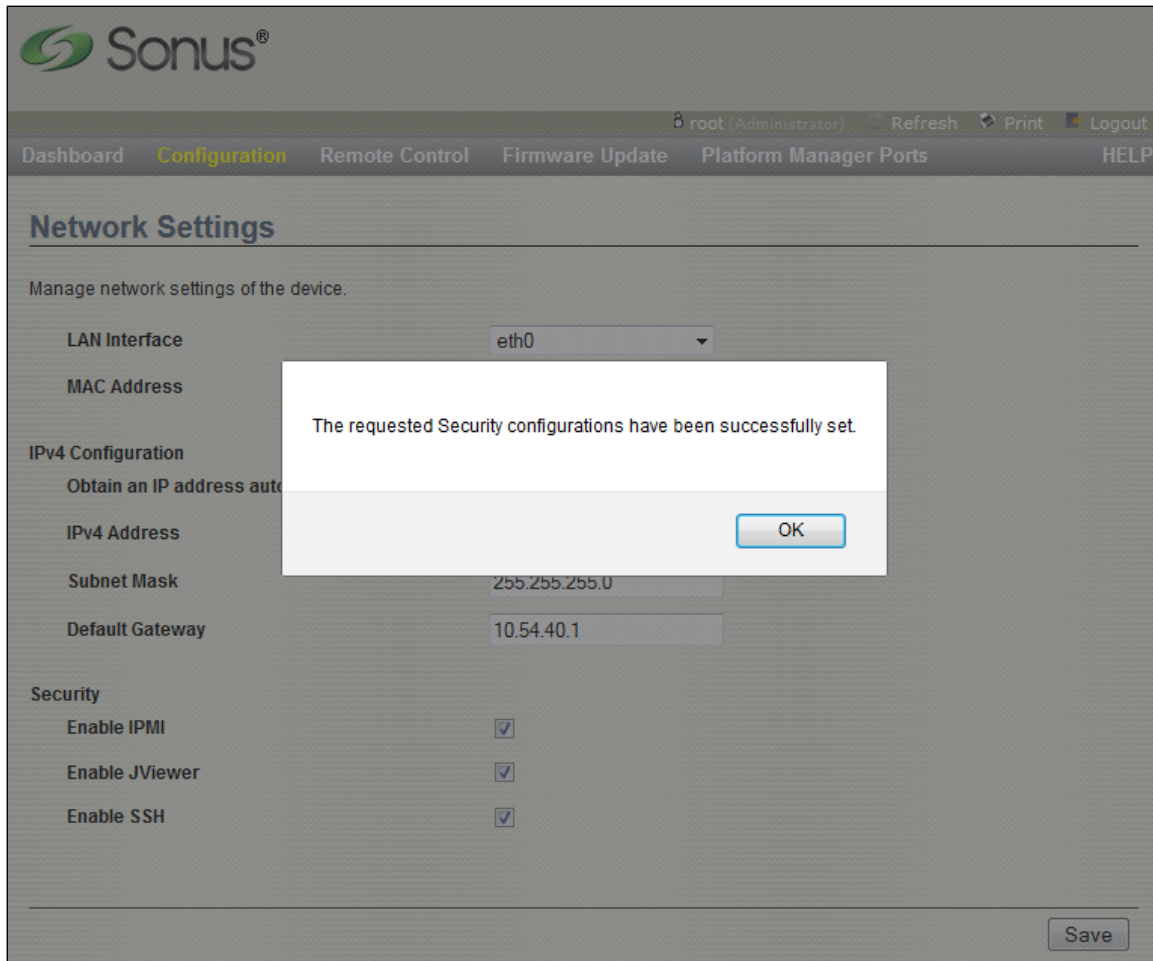 Sonus®
root (Administrator) Refresh Print Logout
Dashboard Configuration Remote Control Firmware Update Platform Manager Ports HELP
Network Settings
Manage network settings of the device.
LAN Interface eth0
MAC Address
The requested Security configurations have been successfully set.
IPv4 Configuration
Obtain an IP address
IPv4 Address
OK
Subnet Mask 255.255.255.0
Default Gateway 10.54.40.1
Security
Enable IPMI
Enable JViewer
Enable SSH
Save